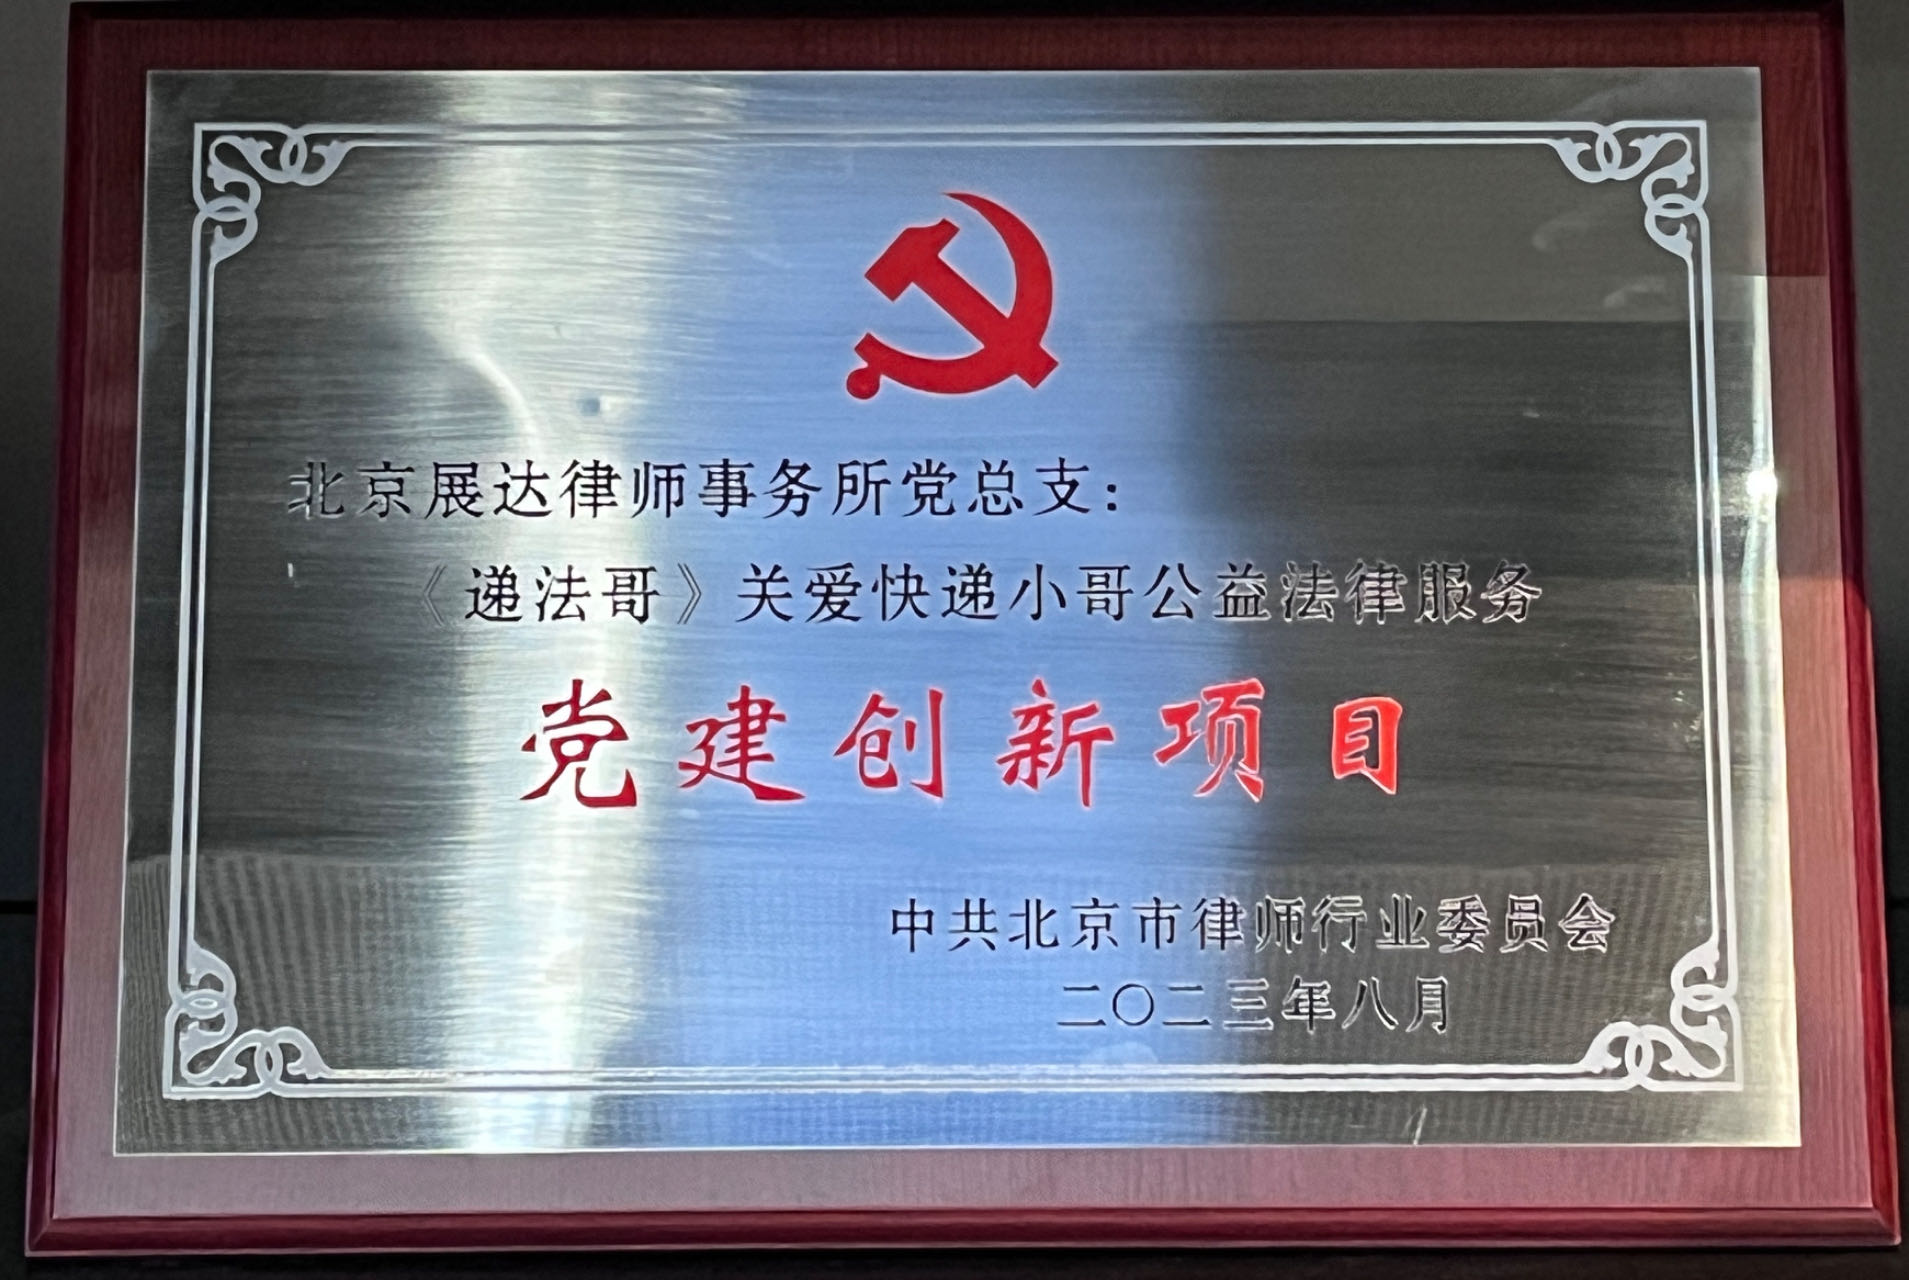 北京展达律师事务所党总支：
《递法哥》关爱快递小哥公益法律服务
党建创新项目
中共北京市律师行业委员会
二〇二三年八月